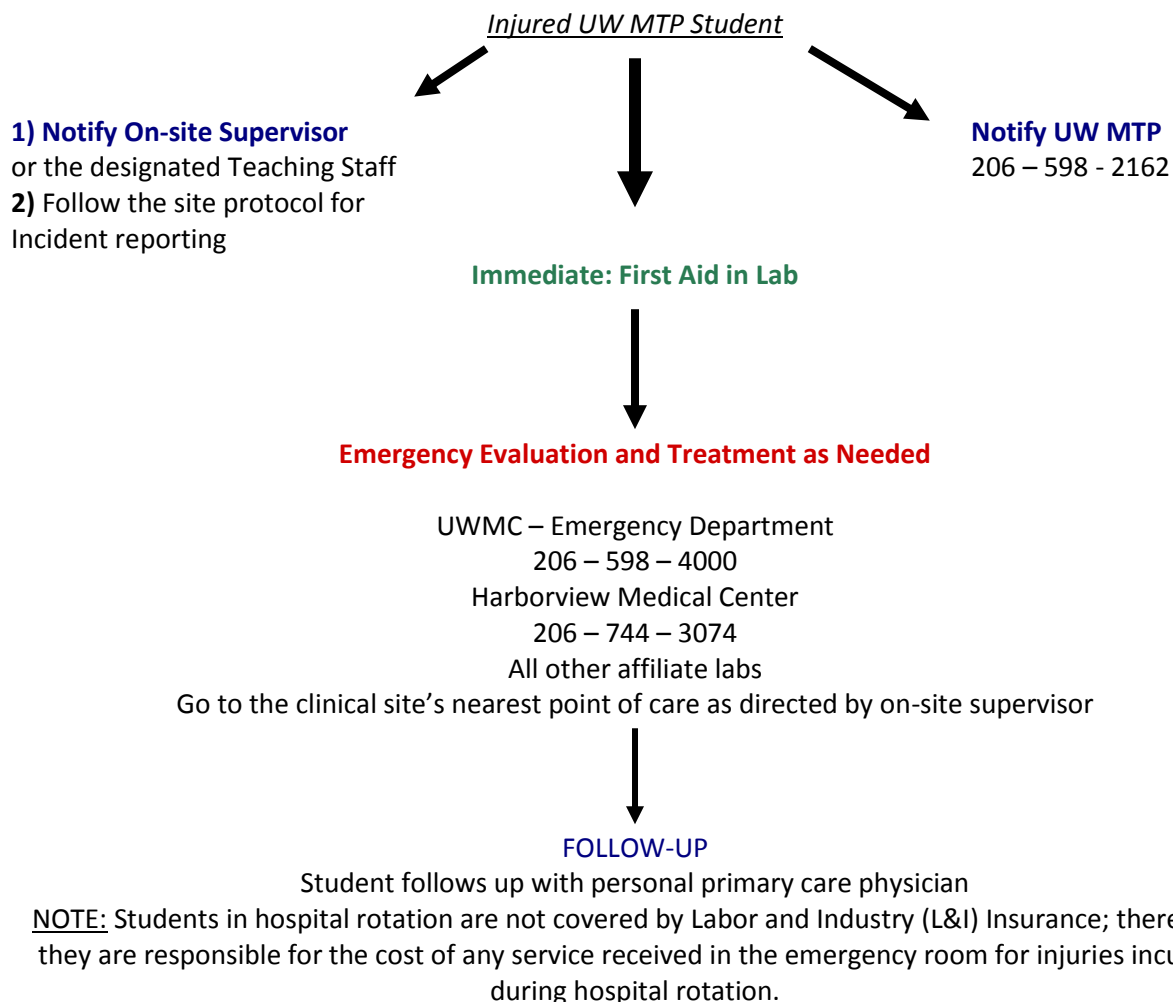 Injured UW MTP Student
1) Notify On-site Supervisor
or the designated Teaching Staff
2) Follow the site protocol for
Incident reporting
Notify UW MTP
206 – 598 - 2162
Immediate: First Aid in Lab
Emergency Evaluation and Treatment as Needed
UWMC – Emergency Department
206 – 598 – 4000
Harborview Medical Center
206 – 744 – 3074
All other affiliate labs
Go to the clinical site’s nearest point of care as directed by on-site supervisor
FOLLOW-UP
Student follows up with personal primary care physician
NOTE: Students in hospital rotation are not covered by Labor and Industry (L&I) Insurance;
they are responsible for the cost of any service received in the emergency room for injuries
during hospital rotation.